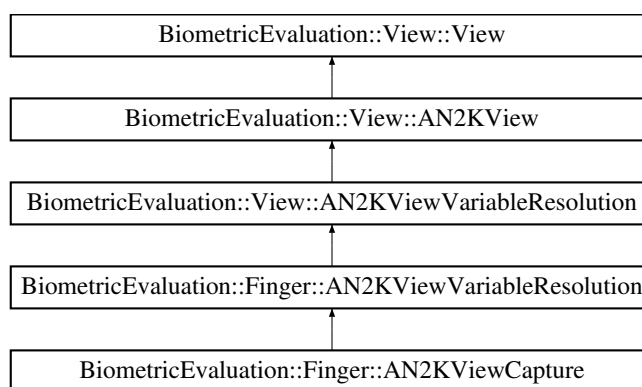 BiometricEvaluation::View::View
BiometricEvaluation::View::AN2KView
BiometricEvaluation::View::AN2KViewVariableResolution
BiometricEvaluation::Finger::AN2KViewVariableResolution
BiometricEvaluation::Finger::AN2KViewCapture